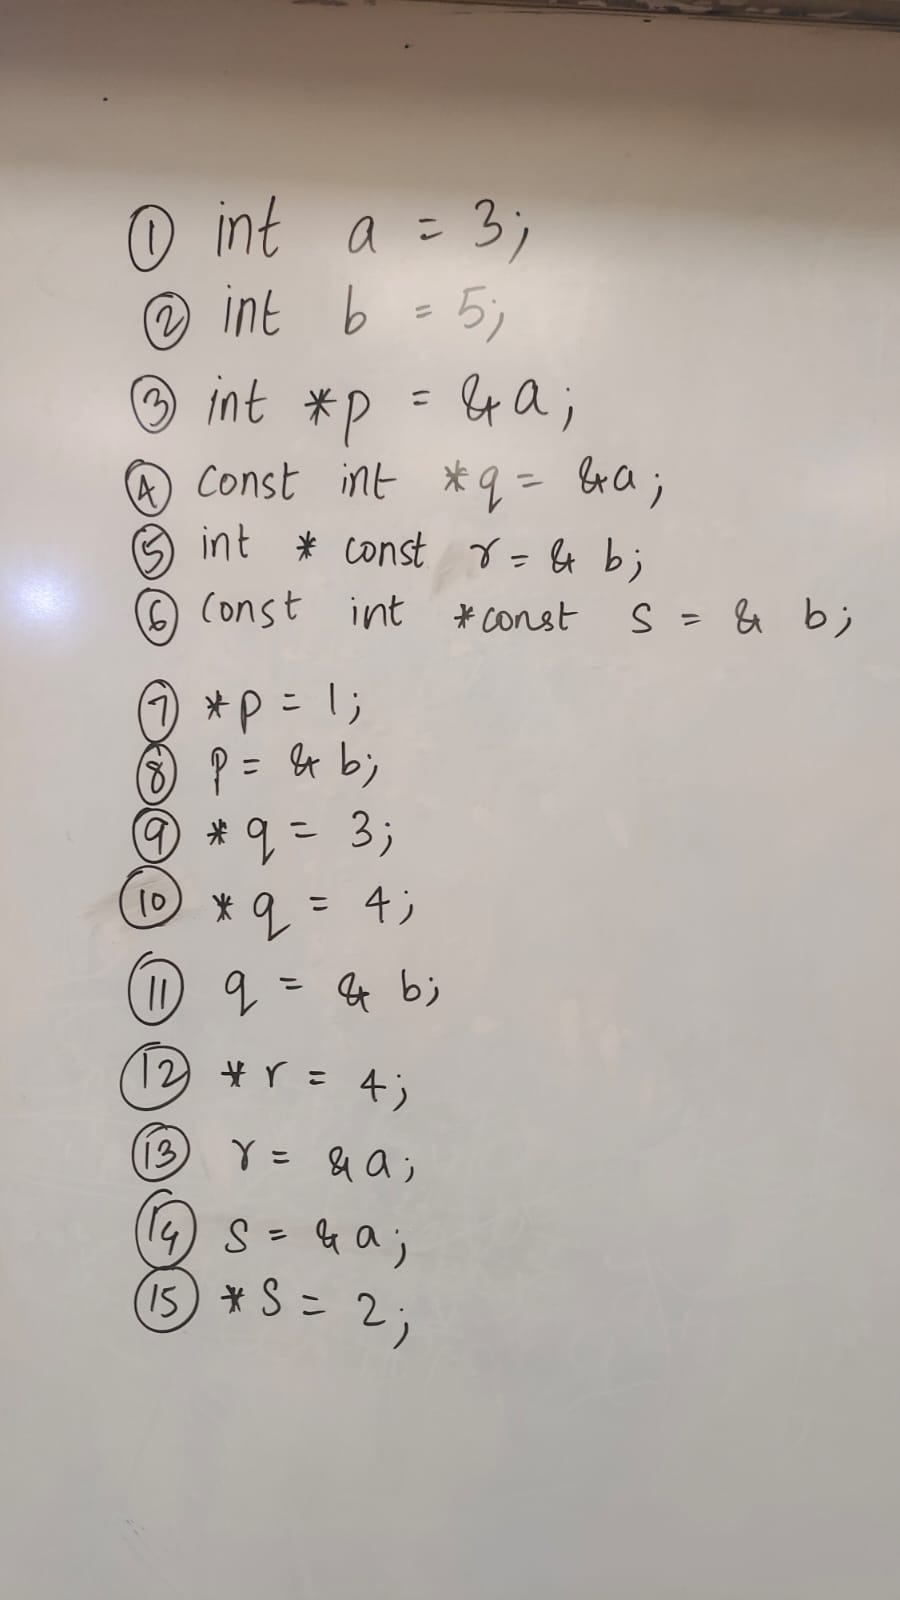 ① int a = 3;
② int b = 5;
③ int *p = &a;
④ const int *q = &a;
⑤ int * const r = & b;
⑥ const int *const s = & b;
⑦ *p = 1;
⑧ p = & b;
⑨ *q = 3;
⑩ *q = 4;
⑪ q = & b;
⑫ *r = 4;
⑬ r = &a;
⑭ s = &a;
⑮ *s = 2;